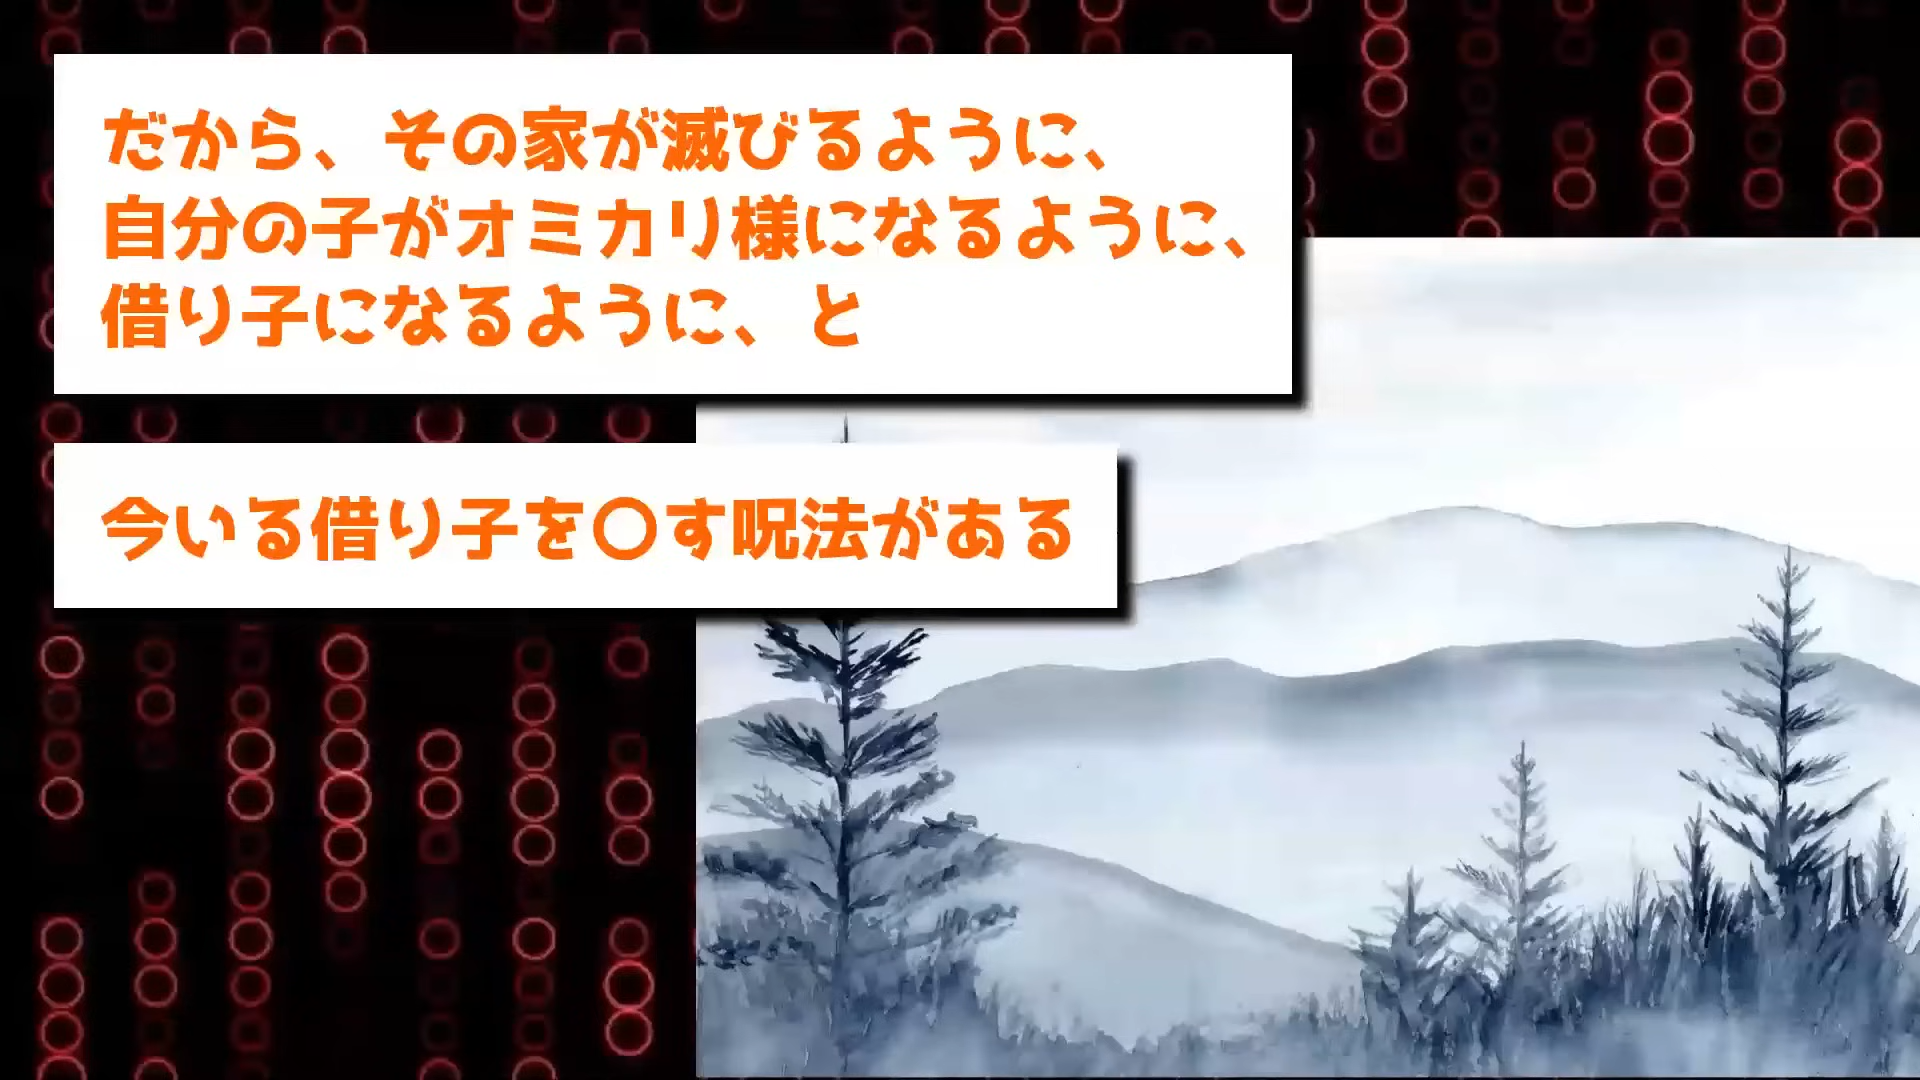 だから、その家が滅びるように、
自分の子がオミカリ様になるように、
借り子になるように、と
今いる借り子を〇す呪法がある